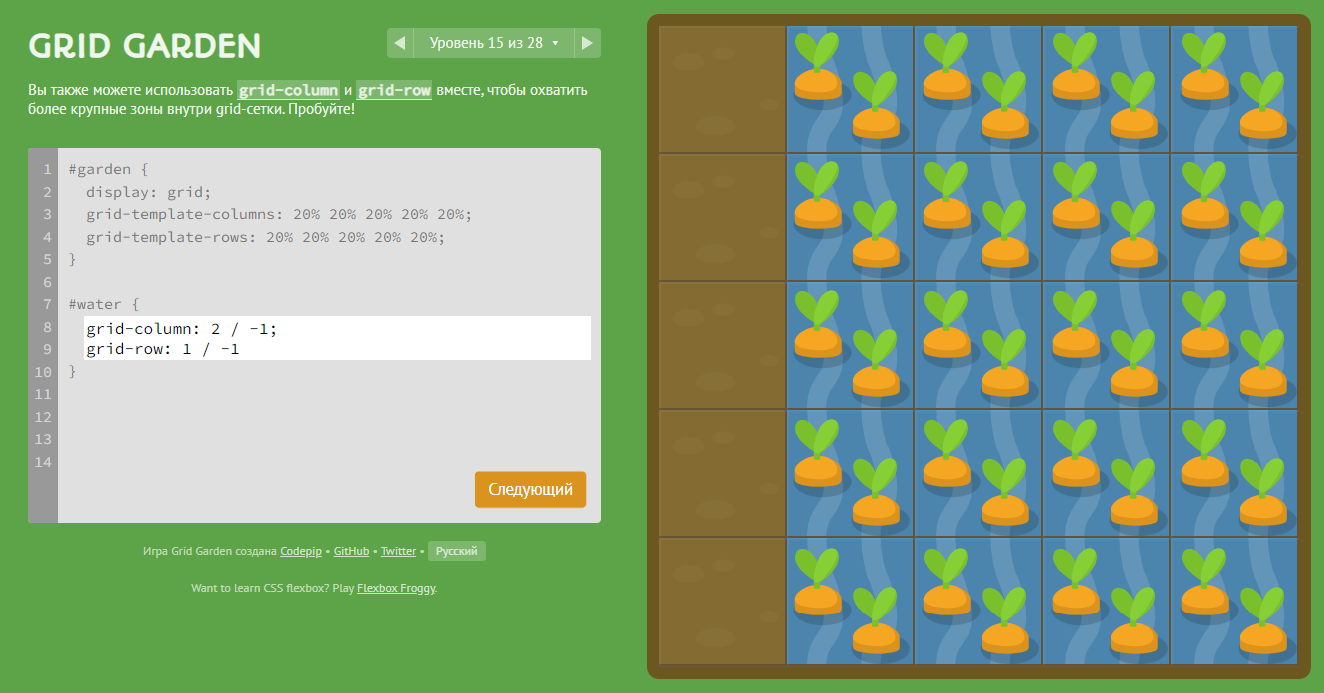 GRID GARDEN
Уровень 15 из 28
Вы также можете использовать grid-column и grid-row вместе, чтобы охватить
более крупные зоны внутри grid-сетки. Пробуйте!
1 #garden {
2 display: grid;
3 grid-template-columns: 20% 20% 20% 20% 20%;
4 grid-template-rows: 20% 20% 20% 20% 20%;
5 }
6
7 #water {
8 grid-column: 2 / -1;
9 grid-row: 1 / -1
10 }
11
12
13
14
Следующий
Игра Grid Garden создана Codepip • GitHub • Twitter • Русский
Want to learn CSS flexbox? Play Flexbox Froggy.